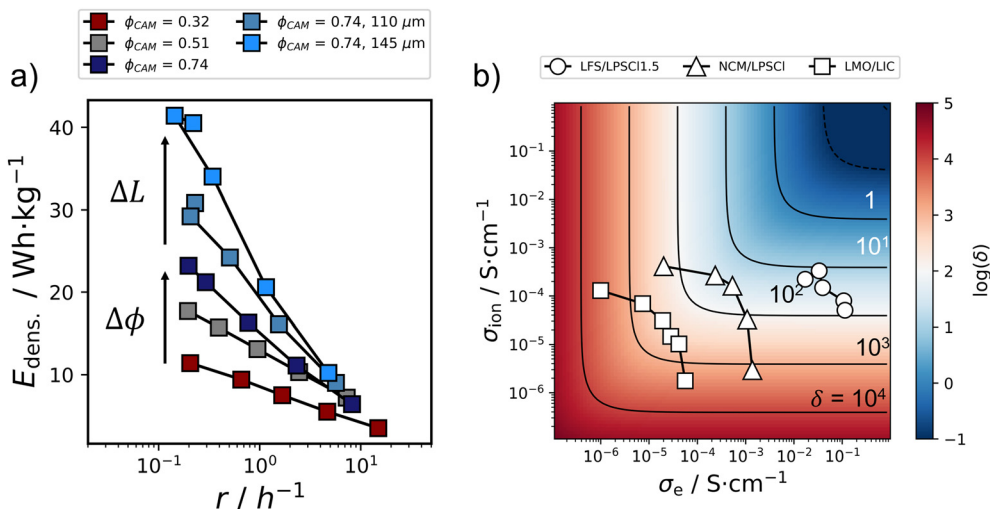 a)
ϕCAM = 0.32
ϕCAM = 0.51
ϕCAM = 0.74
ϕCAM = 0.74, 110 μm
ϕCAM = 0.74, 145 μm
Edens. / Wh·kg⁻¹
40
30
20
10
ΔL
Δϕ
10⁻¹
10⁰
10¹
r / h⁻¹
b)
LFS/LPSCl1.5
NCM/LPSCl
LMO/LIC
σion / S·cm⁻¹
10⁻¹
10⁻²
10⁻³
10⁻⁴
10⁻⁵
10⁻⁶
1
10¹
10²
10³
δ = 10⁴
10⁻⁶
10⁻⁵
10⁻⁴
10⁻³
10⁻²
10⁻¹
σe / S·cm⁻¹
5
4
3
2
1
0
−1
log(δ)